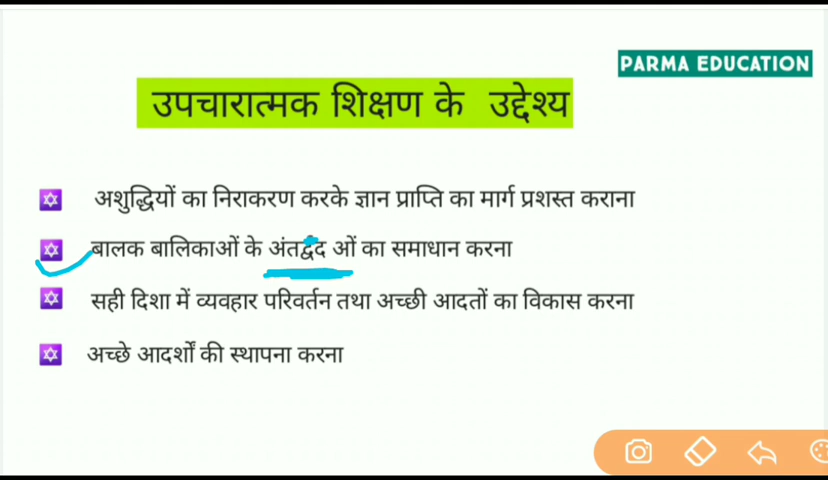 PARMA EDUCATION
उपचारात्मक शिक्षण के उद्देश्य
अशुद्धियों का निराकरण करके ज्ञान प्राप्ति का मार्ग प्रशस्त कराना
बालक बालिकाओं के अंतद्वंद ओं का समाधान करना
सही दिशा में व्यवहार परिवर्तन तथा अच्छी आदतों का विकास करना
अच्छे आदर्शों की स्थापना करना